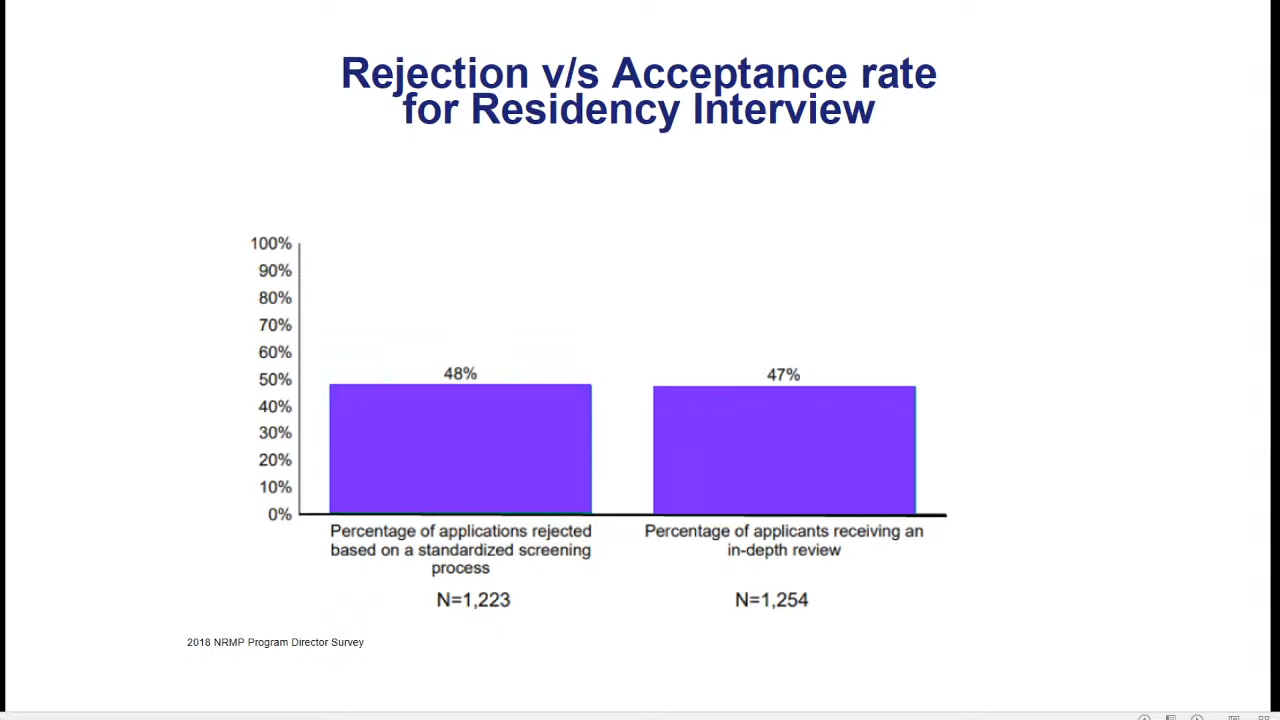 Rejection v/s Acceptance rate
for Residency Interview
100%
90%
80%
70%
60%
50%
40%
30%
20%
10%
0%
48%
47%
Percentage of applications rejected
based on a standardized screening
process
Percentage of applicants receiving an
in-depth review
N=1,223
N=1,254
2018 NRMP Program Director Survey